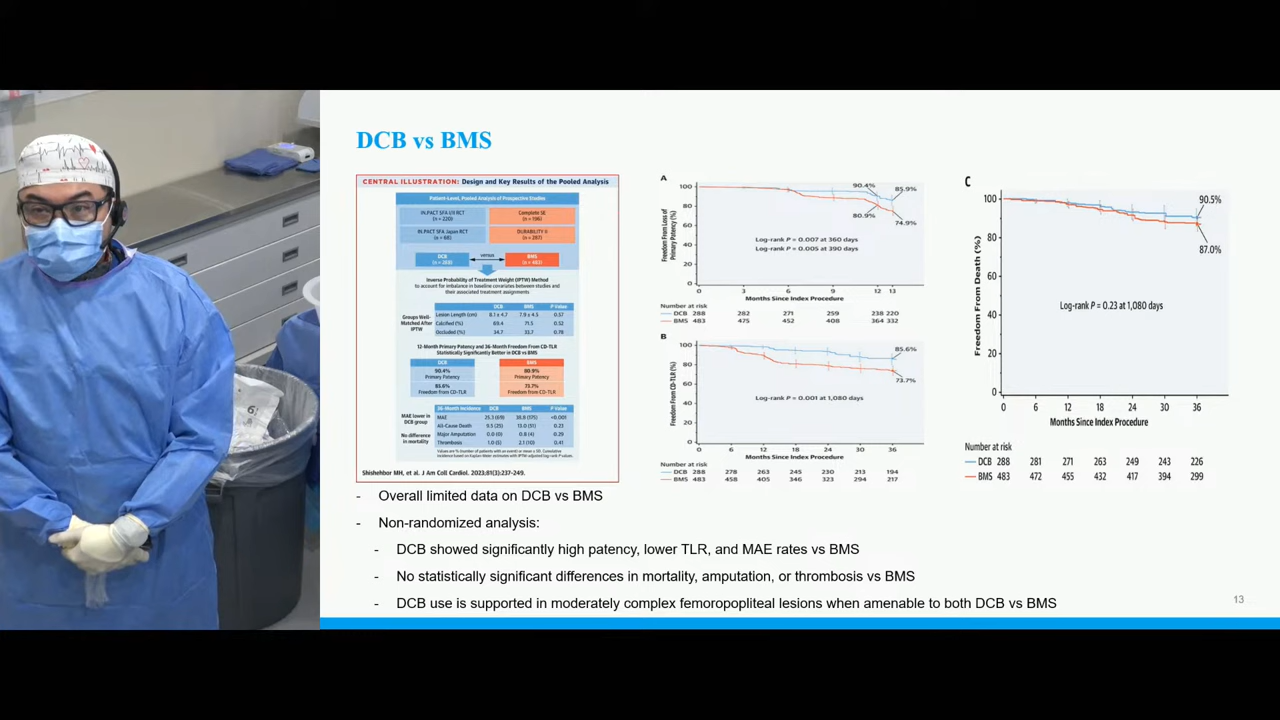 DCB vs BMS
CENTRAL ILLUSTRATION: Design and Key Results of the Pooled Analysis
Patient-Level, Pooled Analysis of Prospective Studies
IN.PACT SFA I/II RCT
(n = 220)
Complete SE
(n = 196)
IN.PACT SFA Japan RCT
(n = 68)
DURABILITY II
(n = 287)
DCB
(n = 288)
versus
BMS
(n = 483)
Inverse Probability of Treatment Weight (IPTW) Method
to account for imbalance in baseline covariates between studies and
their associated treatment assignments
Groups Well-
Matched After
IPTW
DCB BMS P Value
Lesion Length (cm) 8.1 ± 4.7 7.9 ± 4.5 0.57
Calcified (%) 69.4 71.5 0.52
Occluded (%) 34.7 33.7 0.78
12-Month Primary Patency and 36-Month Freedom From CD-TLR
Statistically Significantly Better in DCB vs BMS
DCB
90.4%
Primary Patency
85.6%
Freedom from CD-TLR
BMS
80.9%
Primary Patency
73.7%
Freedom from CD-TLR
MAE lower in
DCB group
No difference
in mortality
36-Month Incidence DCB BMS P Value
MAE 25.3 (69) 38.8 (175) <0.001
All-Cause Death 9.5 (25) 13.0 (51) 0.23
Major Amputation 0.0 (0) 0.8 (4) 0.29
Thrombosis 1.0 (3) 2.1 (10) 0.41
Shishehbor MH, et al. J Am Coll Cardiol. 2023;81(3):237-249.
A
Freedom From Loss of
Primary Patency (%)
100
80
60
40
20
0
90.4%
85.9%
80.9%
74.9%
Log-rank P = 0.007 at 360 days
Log-rank P = 0.005 at 390 days
0 3 6 9 12 13
Months Since Index Procedure
Number at risk
DCB 288 282 271 259 238 220
BMS 483 475 452 408 364 332
B
Freedom From CD-TLR (%)
100
80
60
40
20
0
85.6%
73.7%
Log-rank P = 0.001 at 1,080 days
0 6 12 18 24 30 36
Months Since Index Procedure
Number at risk
DCB 288 278 263 245 230 213 194
BMS 483 458 405 346 323 294 217
C
Freedom From Death (%)
100
80
60
40
20
0
90.5%
87.0%
Log-rank P = 0.23 at 1,080 days
0 6 12 18 24 30 36
Months Since Index Procedure
Number at risk
DCB 288 281 271 263 249 243 226
BMS 483 472 455 432 417 394 299
- Overall limited data on DCB vs BMS
- Non-randomized analysis:
- DCB showed significantly high patency, lower TLR, and MAE rates vs BMS
- No statistically significant differences in mortality, amputation, or thrombosis vs BMS
- DCB use is supported in moderately complex femoropopliteal lesions when amenable to both DCB vs BMS
13